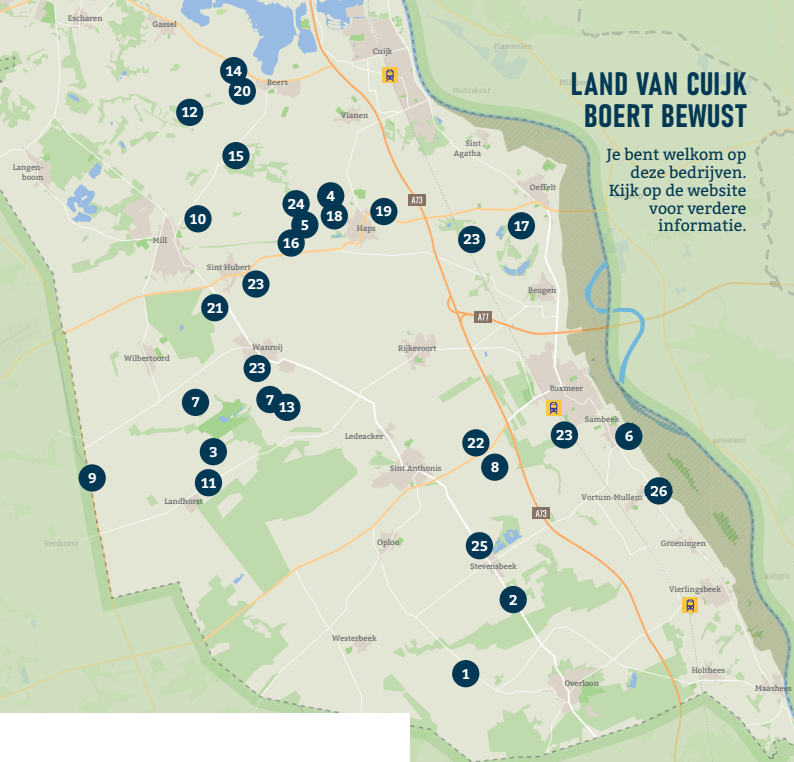 Escharen
Gassel
Cuijk
Plasmolen
LAND VAN CUIJK
BOERT BEWUST
Je bent welkom op
deze bedrijven.
Kijk op de website
voor verdere
informatie.
14
Beers
20
Middelaar
12
Vianen
Sint
Agatha
15
Langen-
boom
Oeffelt
4
A73
24
18
19
10
5
Haps
17
16
23
Mill
Sint Hubert
23
Beugen
21
A77
Wanroij
Rijkevoort
Wilbertoord
23
Boxmeer
7
7
13
Sambeek
Ledeacker
23
6
22
3
Sint Anthonis
8
9
11
26
Landhorst
Vortum-Mullem
A73
Venhorst
Oploo
25
Groeningen
Stevensbeek
Vierlingsbeek
2
Westerbeek
1
Holthees
Overloon
Maashees